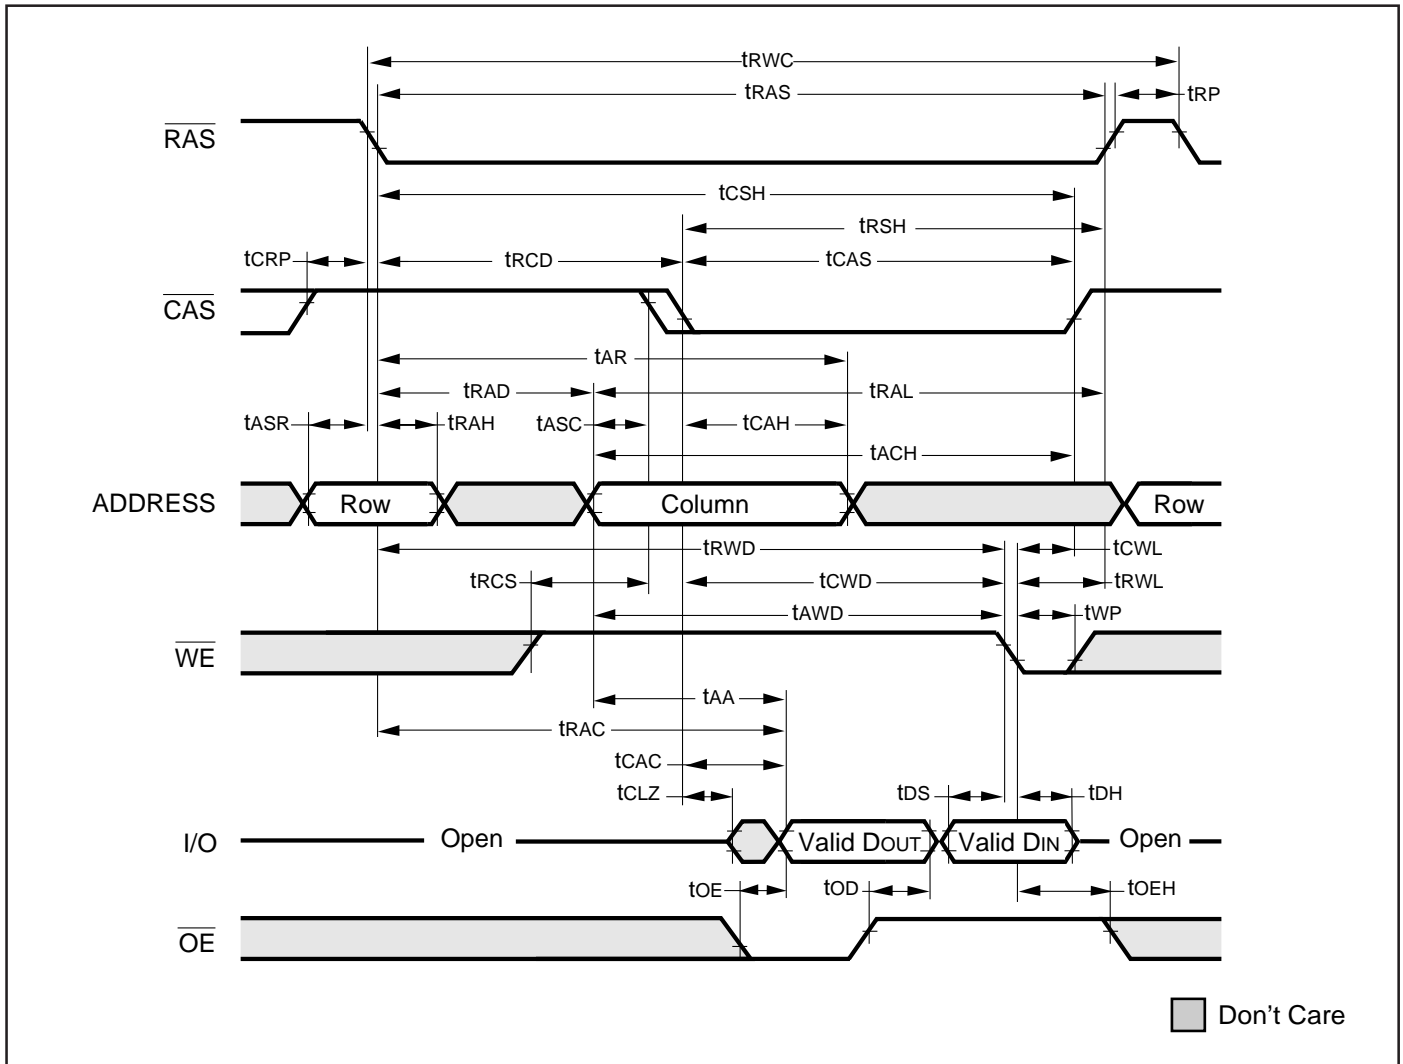 tRWC
tRAS
tRP
RAS
tCSH
tRSH
tCRP
tRCD
tCAS
CAS
tAR
tRAD
tRAL
tASR
tRAH
tASC
tCAH
tACH
ADDRESS
Row
Column
Row
tRWD
tCWL
tRCS
tCWD
tRWL
tAWD
tWP
WE
tAA
tRAC
tCAC
tCLZ
tDS
tDH
I/O
Open
Valid DOUT
Valid DIN
Open
tOE
tOD
tOEH
OE
Don't Care